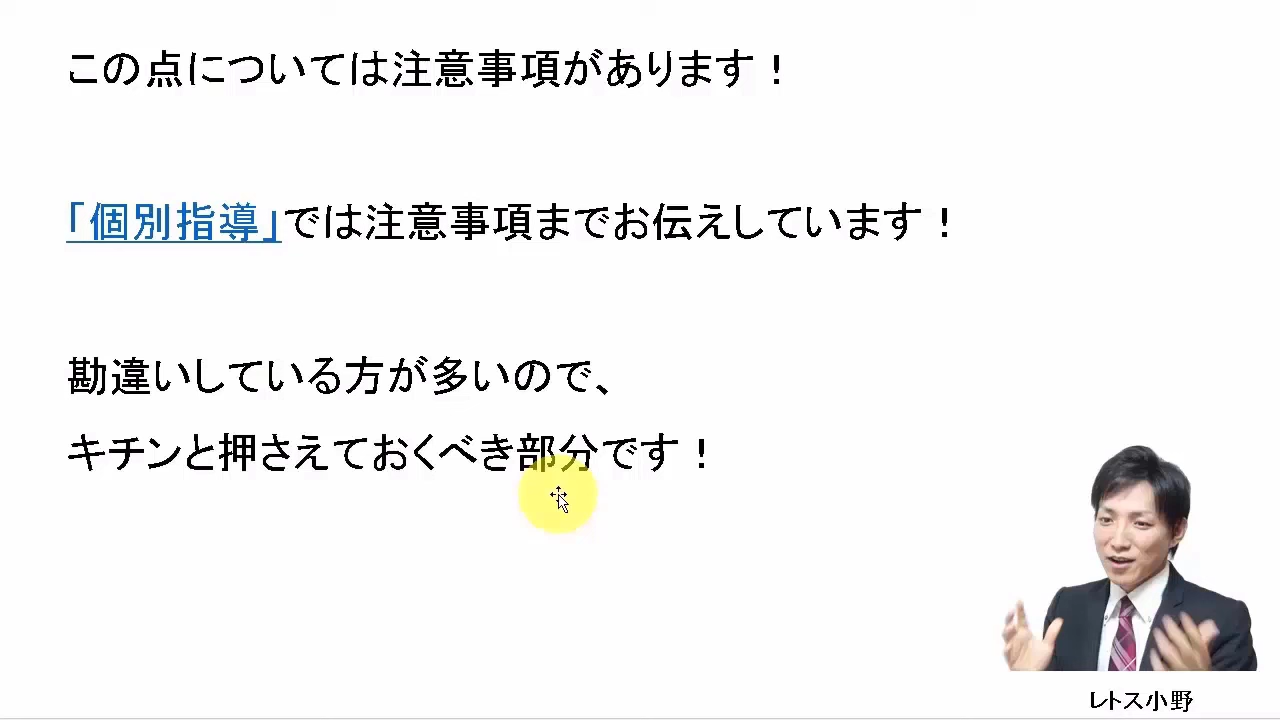 この点については注意事項があります！
「個別指導」では注意事項までお伝えしています！
勘違いしている方が多いので、
キチンと押さえておくべき部分です！
レトス小野